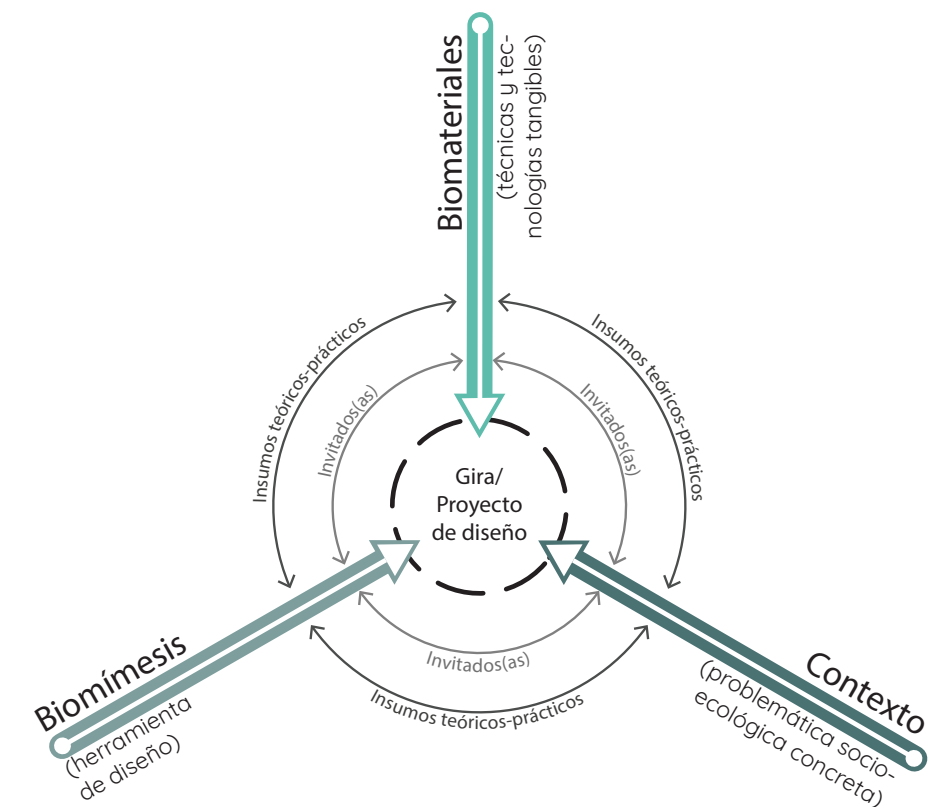 Biomateriales
(técnicas y tec-
nologías tangibles)
Insumos teóricos-prácticos
Insumos teóricos-prácticos
Invitados(as)
Invitados(as)
Gira/
Proyecto
de diseño
Biomímesis
(herramienta
de diseño)
Invitados(as)
Insumos teóricos-prácticos
Contexto
(problemática socio-
ecológica concreta)